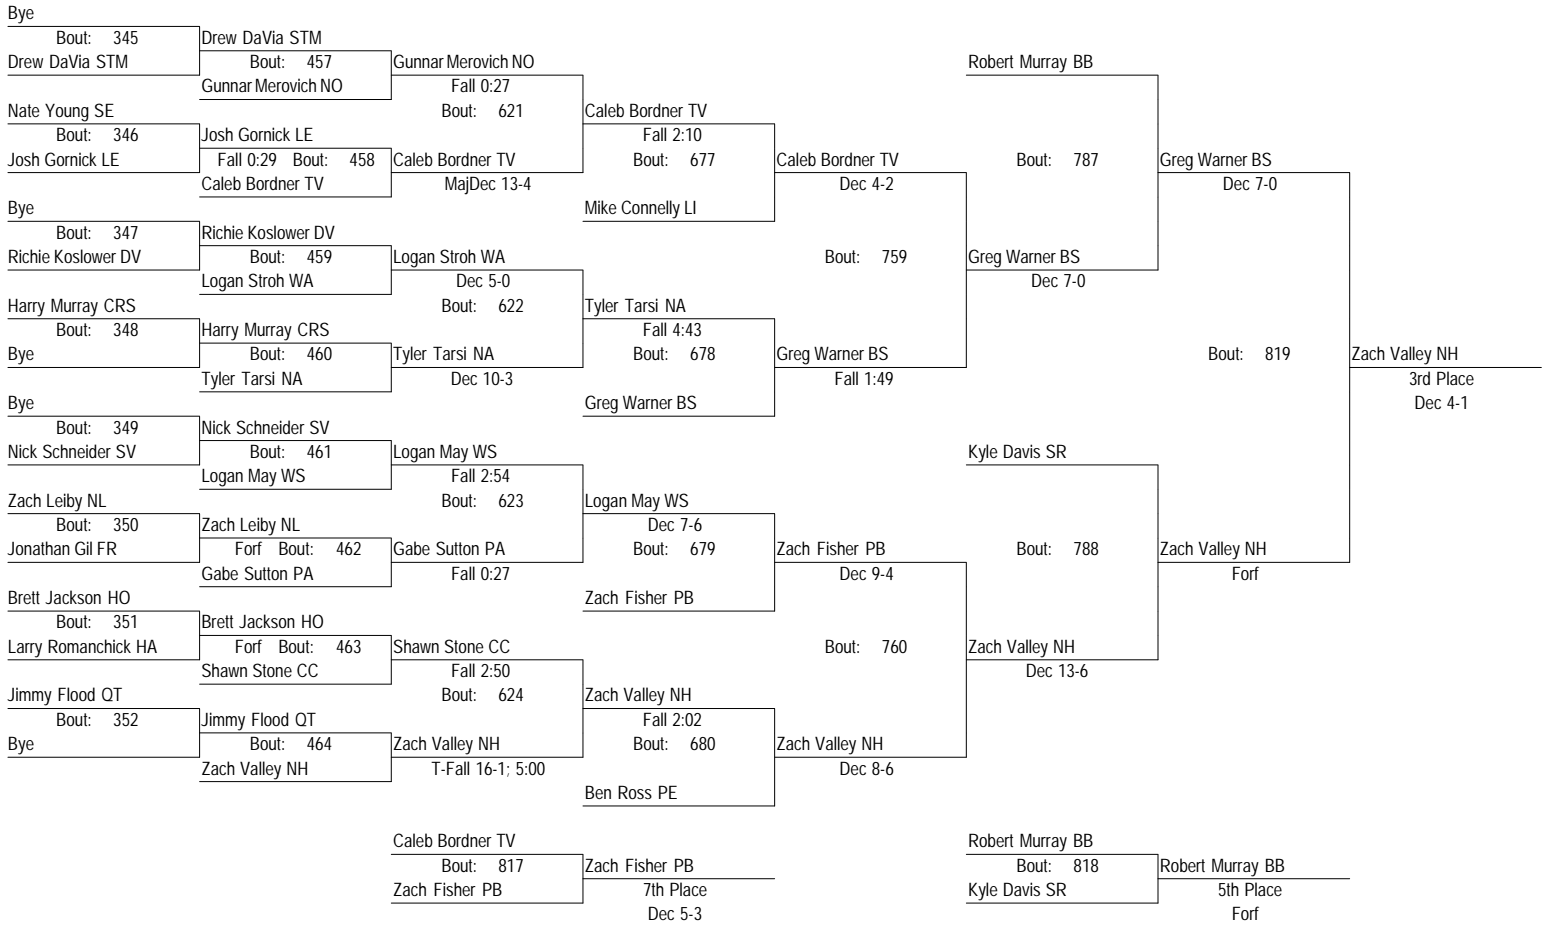 Bye
Bout: 345 Drew DaVia STM
Drew DaVia STM Bout: 457 Gunnar Merovich NO Robert Murray BB
Gunnar Merovich NO Fall 0:27
Nate Young SE Bout: 621 Caleb Bordner TV
Bout: 346 Josh Gornick LE Fall 2:10
Josh Gornick LE Fall 0:29 Bout: 458 Caleb Bordner TV Bout: 677 Caleb Bordner TV Bout: 787 Greg Warner BS
Caleb Bordner TV MajDec 13-4 Dec 4-2 Dec 7-0
Bye Mike Connelly LI
Bout: 347 Richie Koslower DV
Richie Koslower DV Bout: 459 Logan Stroh WA Bout: 759 Greg Warner BS
Logan Stroh WA Dec 5-0 Dec 7-0
Harry Murray CRS Bout: 622 Tyler Tarsi NA
Bout: 348 Harry Murray CRS Fall 4:43
Bye Bout: 460 Tyler Tarsi NA Bout: 678 Greg Warner BS Bout: 819 Zach Valley NH
Tyler Tarsi NA Dec 10-3 Fall 1:49 3rd Place
Bye Greg Warner BS Dec 4-1
Bout: 349 Nick Schneider SV
Nick Schneider SV Bout: 461 Logan May WS Kyle Davis SR
Logan May WS Fall 2:54
Zach Leiby NL Bout: 623 Logan May WS
Bout: 350 Zach Leiby NL Dec 7-6
Jonathan Gil FR Forf Bout: 462 Gabe Sutton PA Bout: 679 Zach Fisher PB Bout: 788 Zach Valley NH
Gabe Sutton PA Fall 0:27 Dec 9-4 Forf
Brett Jackson HO Zach Fisher PB
Bout: 351 Brett Jackson HO
Larry Romanchick HA Forf Bout: 463 Shawn Stone CC Bout: 760 Zach Valley NH
Shawn Stone CC Fall 2:50 Dec 13-6
Jimmy Flood QT Bout: 624 Zach Valley NH
Bout: 352 Jimmy Flood QT Fall 2:02
Bye Bout: 464 Zach Valley NH Bout: 680 Zach Valley NH
Zach Valley NH T-Fall 16-1; 5:00 Dec 8-6
Ben Ross PE
Caleb Bordner TV Robert Murray BB
Bout: 817 Zach Fisher PB Bout: 818 Robert Murray BB
Zach Fisher PB 7th Place Kyle Davis SR 5th Place
Dec 5-3 Forf